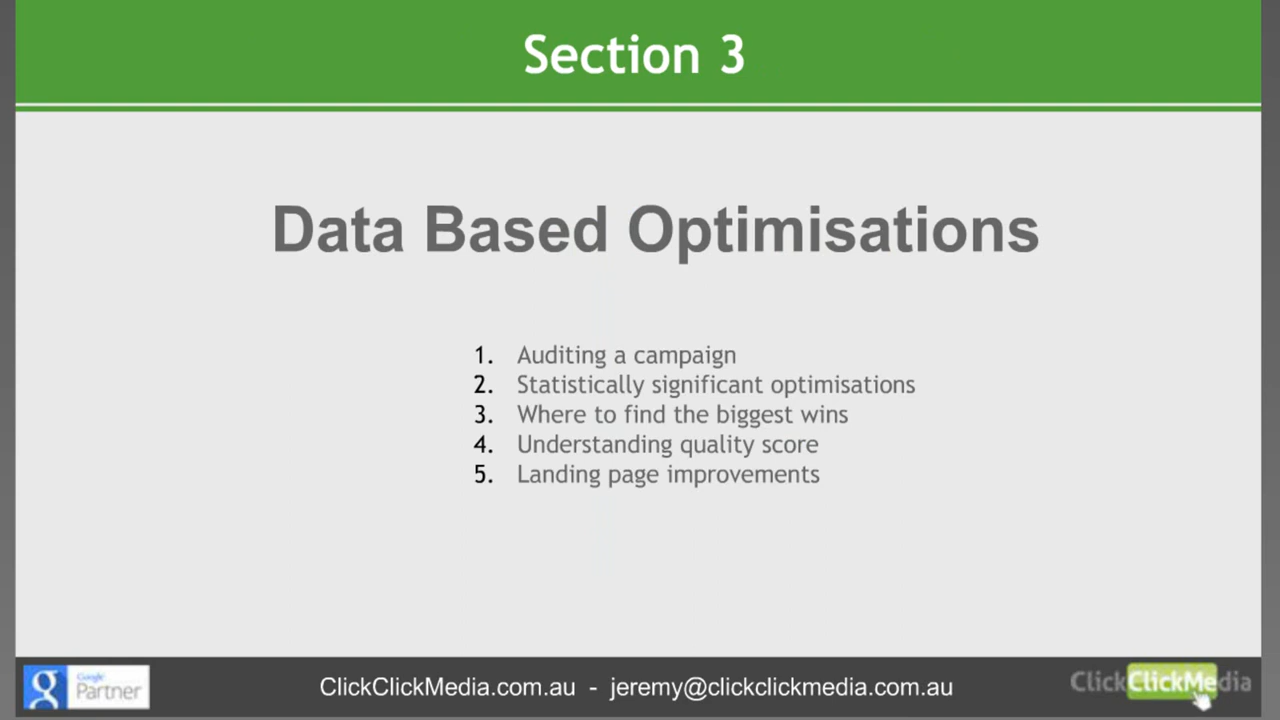 Section 3
Data Based Optimisations
1. Auditing a campaign
2. Statistically significant optimisations
3. Where to find the biggest wins
4. Understanding quality score
5. Landing page improvements
g Google
Partner
ClickClickMedia.com.au - jeremy@clickclickmedia.com.au
ClickClickMedia